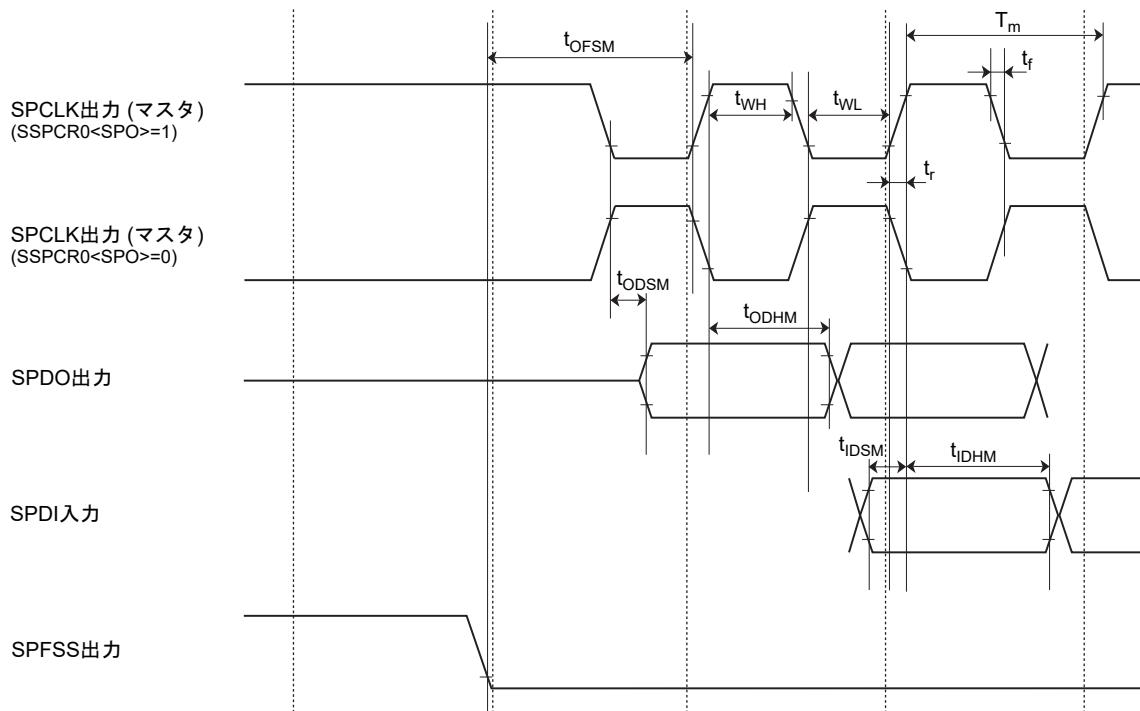 T_m
t_OFSM
t_f
SPCLK出力 (マスタ)
(SSPCR0<SPO>=1)
t_WH
t_WL
t_r
SPCLK出力 (マスタ)
(SSPCR0<SPO>=0)
t_ODSM
t_ODHM
SPDO出力
t_IDSM
t_IDHM
SPDI入力
SPFSS出力